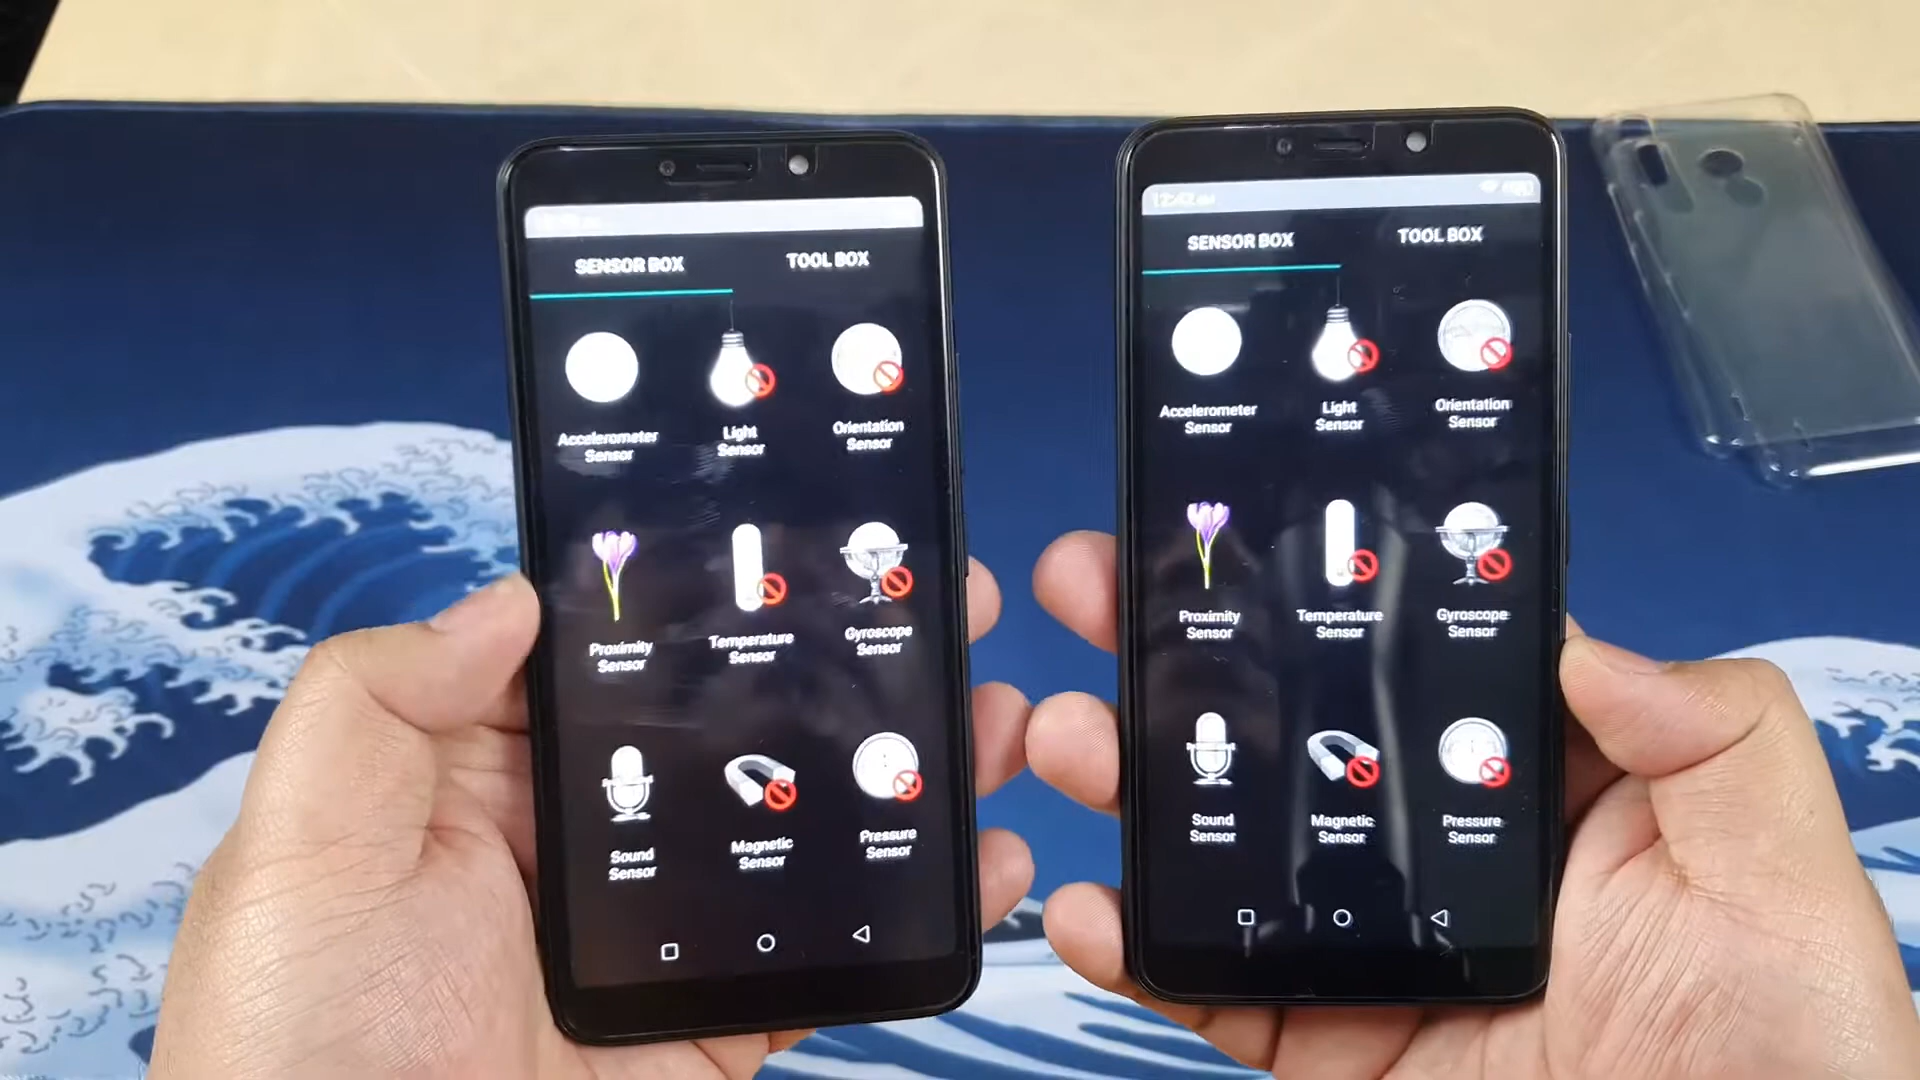 SENSOR BOX
TOOL BOX
Accelerometer
Sensor
Light
Sensor
Orientation
Sensor
Proximity
Sensor
Temperature
Sensor
Gyroscope
Sensor
Sound
Sensor
Magnetic
Sensor
Pressure
Sensor
SENSOR BOX
TOOL BOX
Accelerometer
Sensor
Light
Sensor
Orientation
Sensor
Proximity
Sensor
Temperature
Sensor
Gyroscope
Sensor
Sound
Sensor
Magnetic
Sensor
Pressure
Sensor